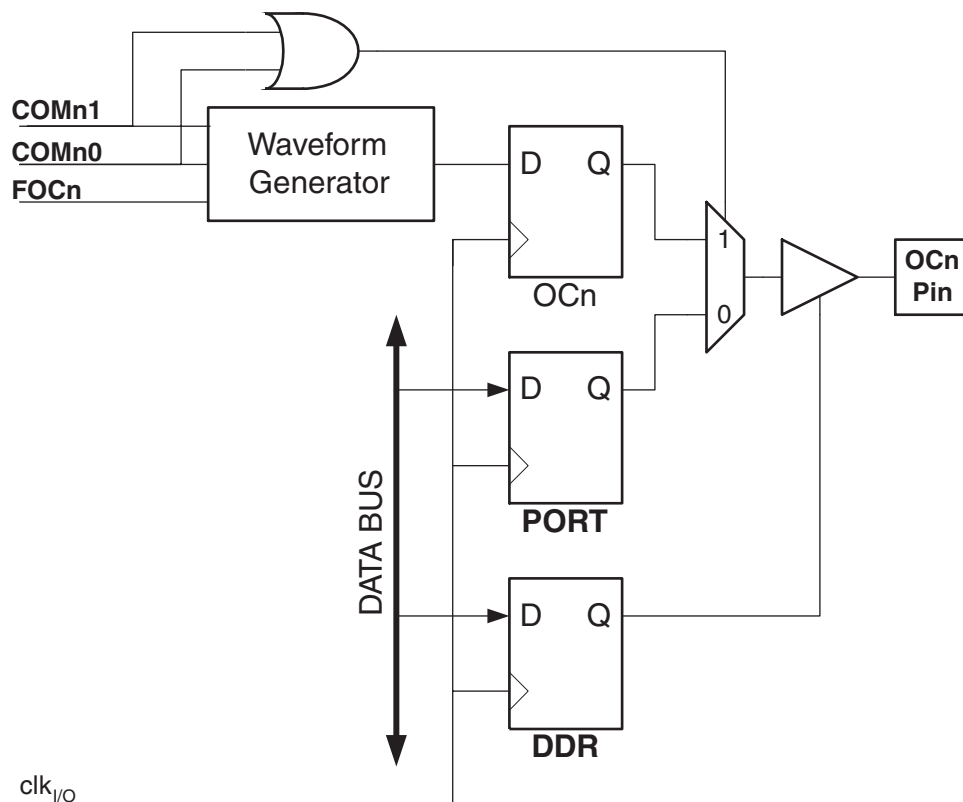 COMn1
COMn0
FOCn
Waveform
Generator
D Q
OCn
1
0
OCn
Pin
D Q
PORT
DATA BUS
D Q
DDR
clkI/O